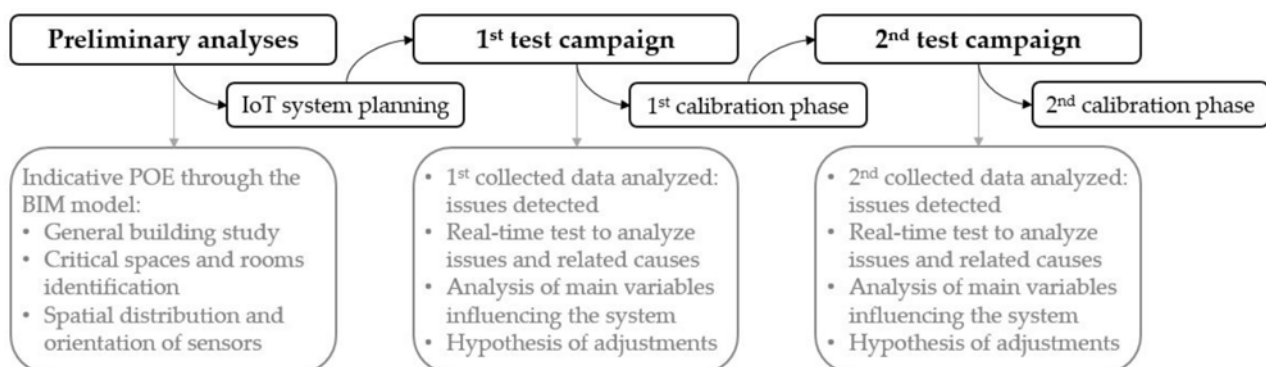 Preliminary analyses
1st test campaign
2nd test campaign
IoT system planning
1st calibration phase
2nd calibration phase
Indicative POE through the
BIM model:
• General building study
• Critical spaces and rooms
identification
• Spatial distribution and
orientation of sensors
• 1st collected data analyzed:
issues detected
• Real-time test to analyze
issues and related causes
• Analysis of main variables
influencing the system
• Hypothesis of adjustments
• 2nd collected data analyzed:
issues detected
• Real-time test to analyze
issues and related causes
• Analysis of main variables
influencing the system
• Hypothesis of adjustments